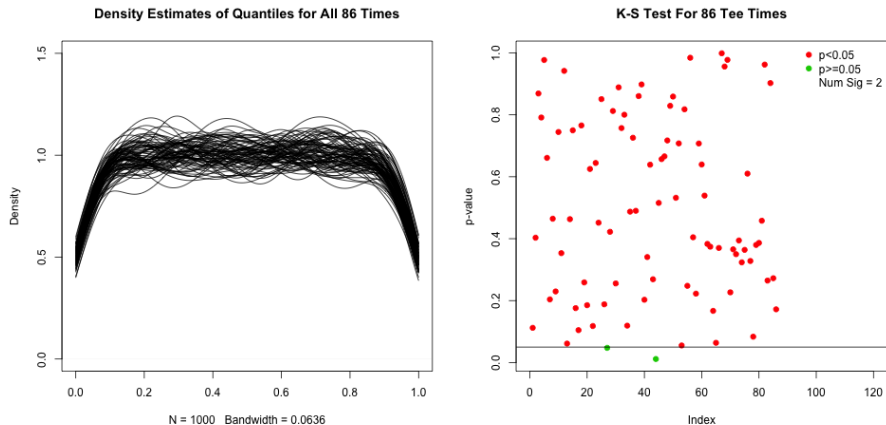 Density Estimates of Quantiles for All 86 Times
Density
0.0
0.5
1.0
1.5
0.0 0.2 0.4 0.6 0.8 1.0
N = 1000 Bandwidth = 0.0636
K-S Test For 86 Tee Times
p-value
0.0
0.2
0.4
0.6
0.8
1.0
p<0.05
p>=0.05
Num Sig = 2
0 20 40 60 80 100 120
Index